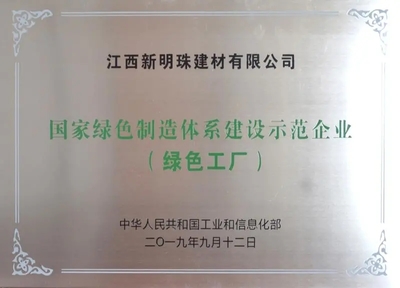 江西新明珠建材有限公司
国家绿色制造体系建设示范企业
（绿色工厂）
中华人民共和国工业和信息化部
二〇一九年九月十二日